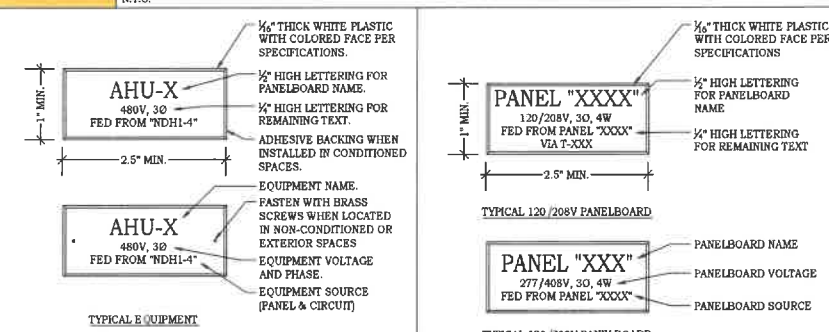 N.T.S.
1/16" THICK WHITE PLASTIC
WITH COLORED FACE PER
SPECIFICATIONS.
1/2" HIGH LETTERING FOR
PANELBOARD NAME.
1/4" HIGH LETTERING FOR
REMAINING TEXT.
ADHESIVE BACKING WHEN
INSTALLED IN CONDITIONED
SPACES.
1" MIN.
AHU-X
480V, 3Ø
FED FROM "NDH1-4"
2.5" MIN.
EQUIPMENT NAME.
FASTEN WITH BRASS
SCREWS WHEN LOCATED
IN NON-CONDITIONED OR
EXTERIOR SPACES
EQUIPMENT VOLTAGE
AND PHASE.
EQUIPMENT SOURCE
(PANEL & CIRCUIT)
AHU-X
480V, 3Ø
FED FROM "NDH1-4"
TYPICAL EQUIPMENT
1/16" THICK WHITE PLASTIC
WITH COLORED FACE PER
SPECIFICATIONS
1/2" HIGH LETTERING
FOR PANELBOARD
NAME
1/4" HIGH LETTERING
FOR REMAINING TEXT
1" MIN.
PANEL "XXXX"
120/208V, 3Ø, 4W
FED FROM PANEL "XXXX"
VIA T-XXX
2.5" MIN.
TYPICAL 120/208V PANELBOARD
PANEL "XXX"
277/408V, 3Ø, 4W
FED FROM PANEL "XXXX"
PANELBOARD NAME
PANELBOARD VOLTAGE
PANELBOARD SOURCE